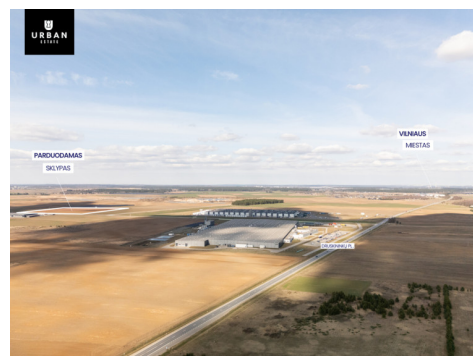 URBAN
ESTATE
VILNIAUS
MIESTAS
PARDUODAMAS
SKLYPAS
DRUSKININKŲ PL.